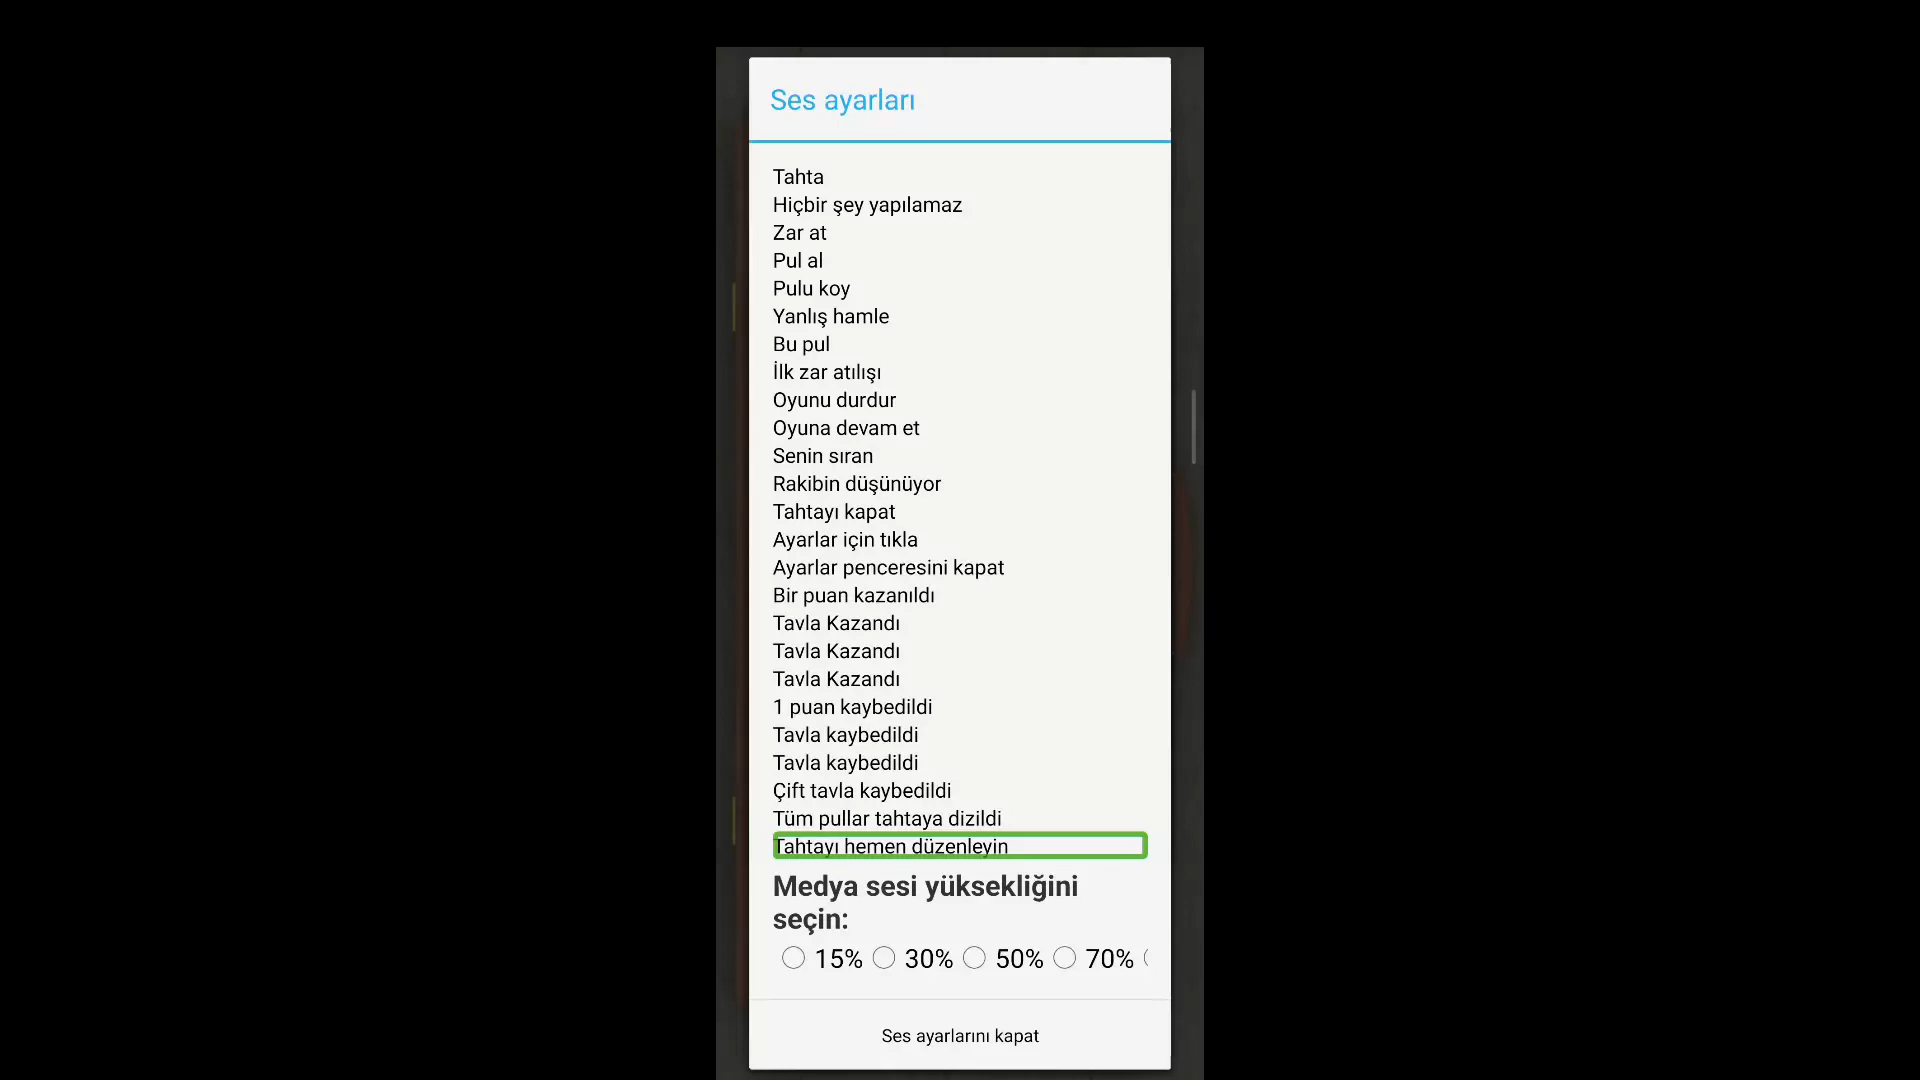 Ses ayarları
Tahta
Hiçbir şey yapılamaz
Zar at
Pul al
Pulu koy
Yanlış hamle
Bu pul
İlk zar atılışı
Oyunu durdur
Oyuna devam et
Senin sıran
Rakibin düşünüyor
Tahtayı kapat
Ayarlar için tıkla
Ayarlar penceresini kapat
Bir puan kazanıldı
Tavla Kazandı
Tavla Kazandı
Tavla Kazandı
1 puan kaybedildi
Tavla kaybedildi
Tavla kaybedildi
Çift tavla kaybedildi
Tüm pullar tahtaya dizildi
Tahtayı hemen düzenleyin
Medya sesi yüksekliğini
seçin:
15% 30% 50% 70%
Ses ayarlarını kapat